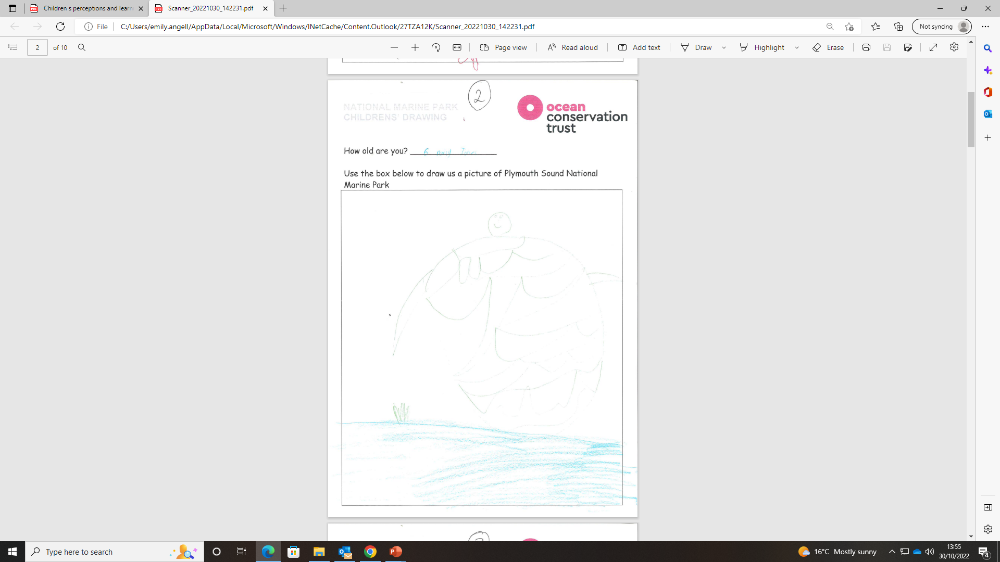 Children s perceptions and learni
Scanner_20221030_142231.pdf
File
C:/Users/emily.angell/AppData/Local/Microsoft/Windows/INetCache/Content.Outlook/27TZA12K/Scanner_20221030_142231.pdf
Not syncing
2 of 10
Page view
Read aloud
Add text
Draw
Highlight
Erase
2
NATIONAL MARINE PARK
CHILDRENS' DRAWING
ocean
conservation
trust
How old are you? 6
Use the box below to draw us a picture of Plymouth Sound National
Marine Park
Type here to search
16°C Mostly sunny
13:55
30/10/2022
4